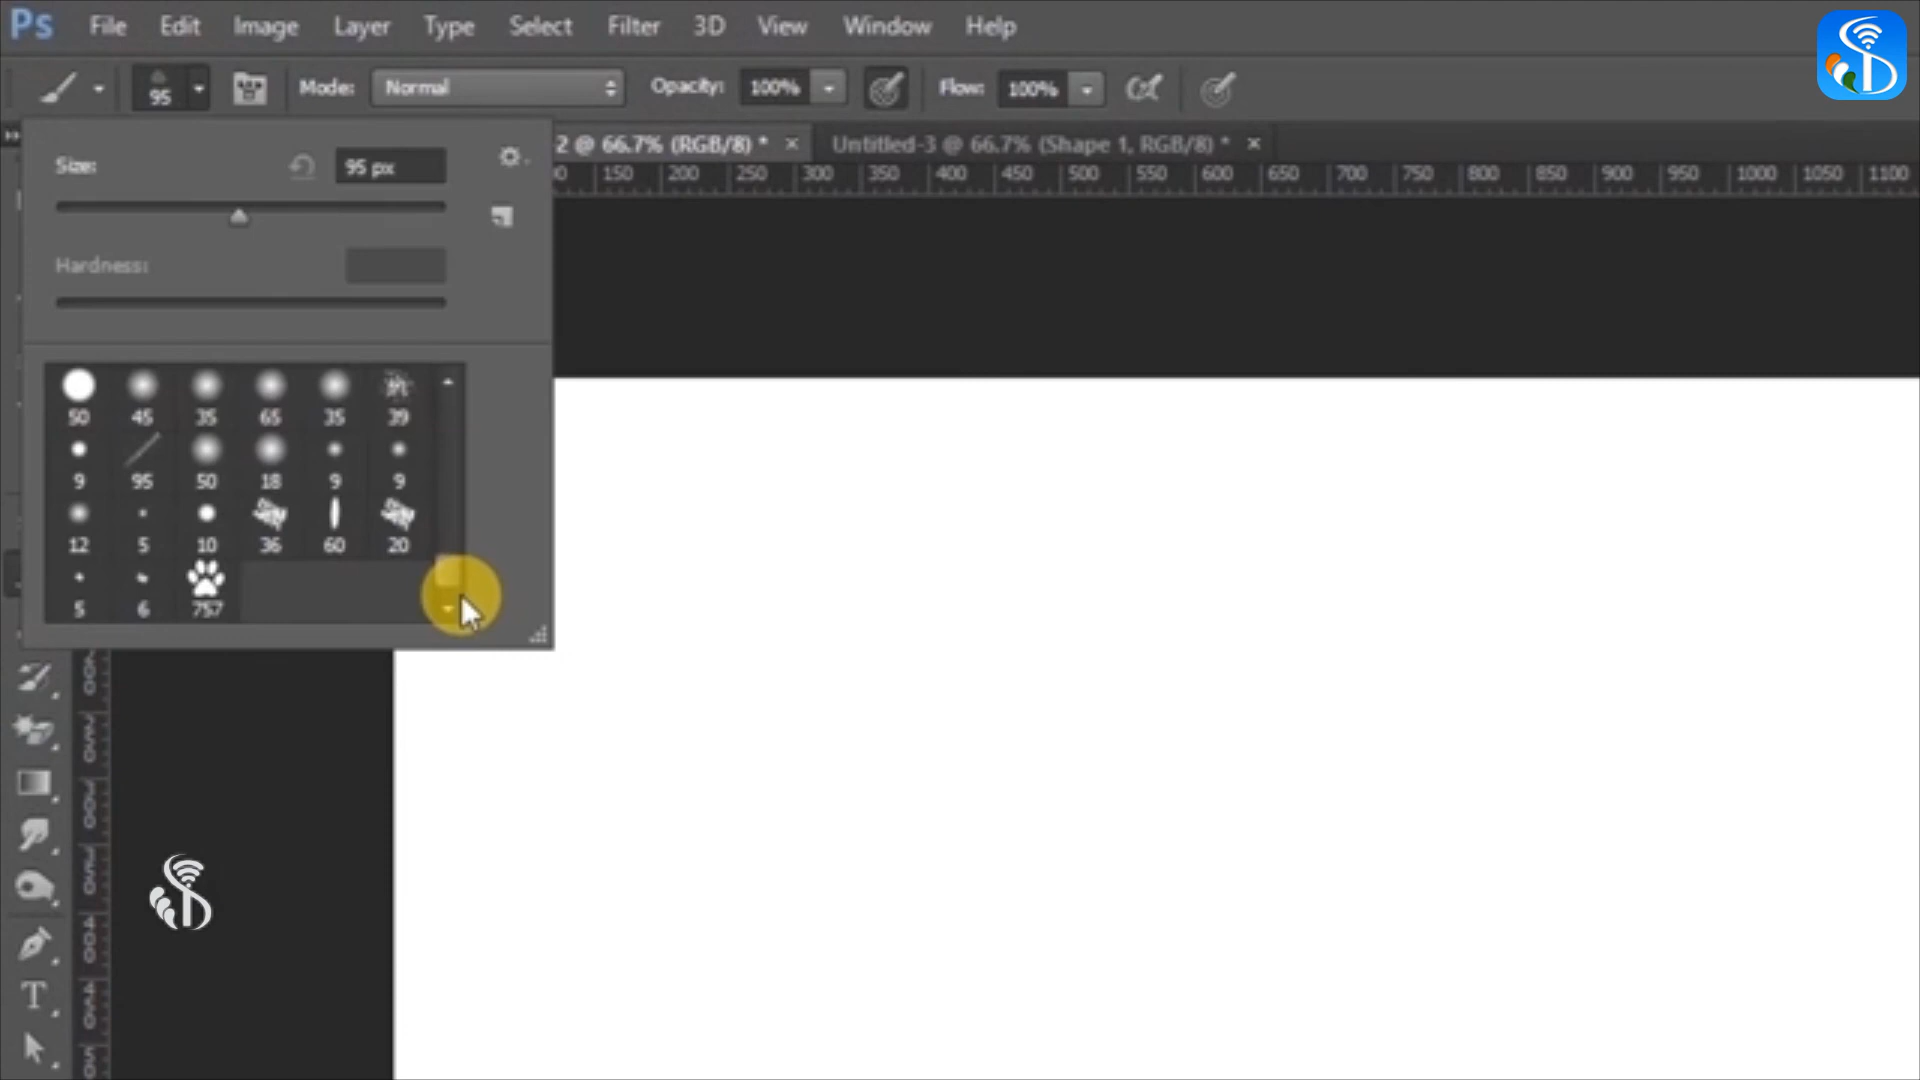 Ps File Edit Image Layer Type Select Filter 3D View Window Help
95 Mode: Normal Opacity: 100% Flow: 100%
2 @ 66.7% (RGB/8) * × Untitled-3 @ 66.7% (Shape 1, RGB/8) * ×
Size: 95 px
150 200 250 300 350 400 450 500 550 600 650 700 750 800 850 900 950 1000 1050 1100
Hardness:
50 45 35 65 35 39
9 95 50 18 9 9
12 5 10 36 60 20
5 6 757
T